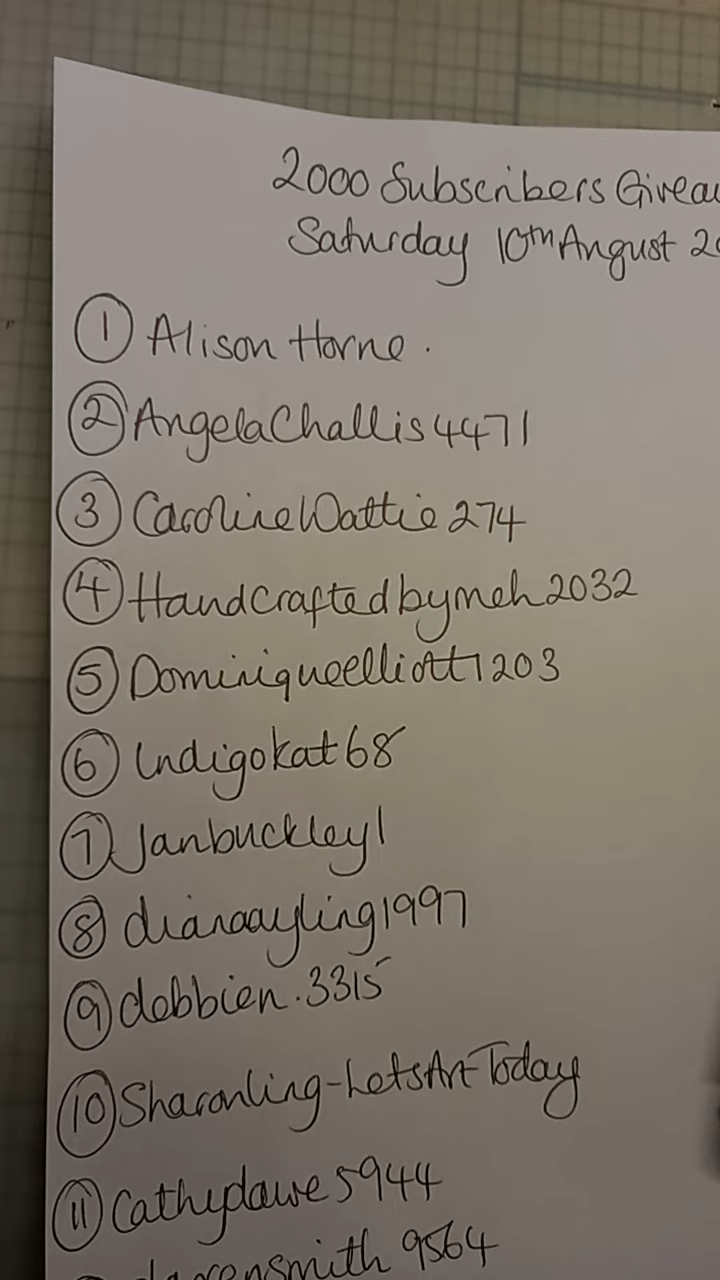 2000 Subscribers
Saturday 10th August
① Alison Horne.
② AngelaChallis4471
③ CarolineWattie274
④ Handcraftedbymeh2032
⑤ Dominiqueelliott1203
⑥ Indigokat68
⑦ Janbuckley1
⑧ dianaayling1997
⑨ debbien.3315
⑩ Sharonling-LetsArtToday
⑪ Cathydawe5944
9564